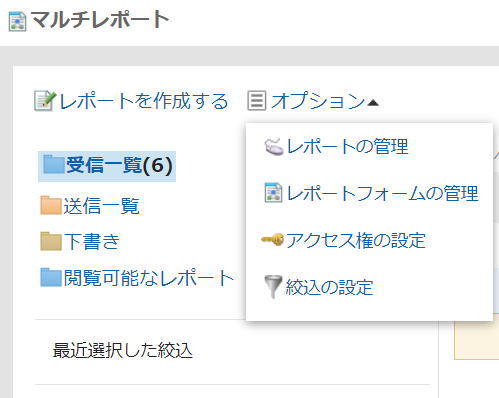 マルチレポート
レポートを作成する オプション▲
受信一覧(6)
送信一覧
下書き
閲覧可能なレポート
最近選択した絞込
レポートの管理
レポートフォームの管理
アクセス権の設定
絞込の設定